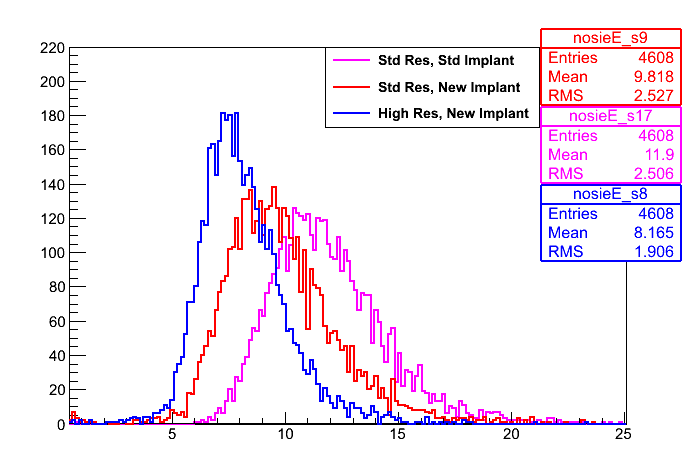 nosieE_s9
Entries 4608
Mean 9.818
RMS 2.527
nosieE_s17
Entries 4608
Mean 11.9
RMS 2.506
nosieE_s8
Entries 4608
Mean 8.165
RMS 1.906
Std Res, Std Implant
Std Res, New Implant
High Res, New Implant
220
200
180
160
140
120
100
80
60
40
20
0
5 10 15 20 25